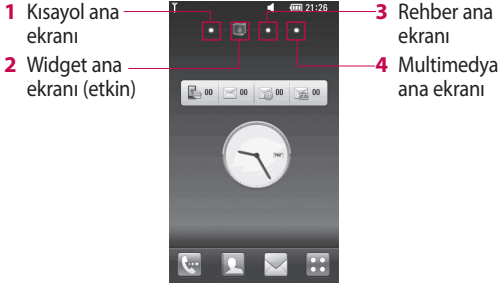 1 Kısayol ana
ekranı
2 Widget ana
ekranı (etkin)
21:26
00 00 00 00
PM
3 Rehber ana
ekranı
4 Multimedya
ana ekranı